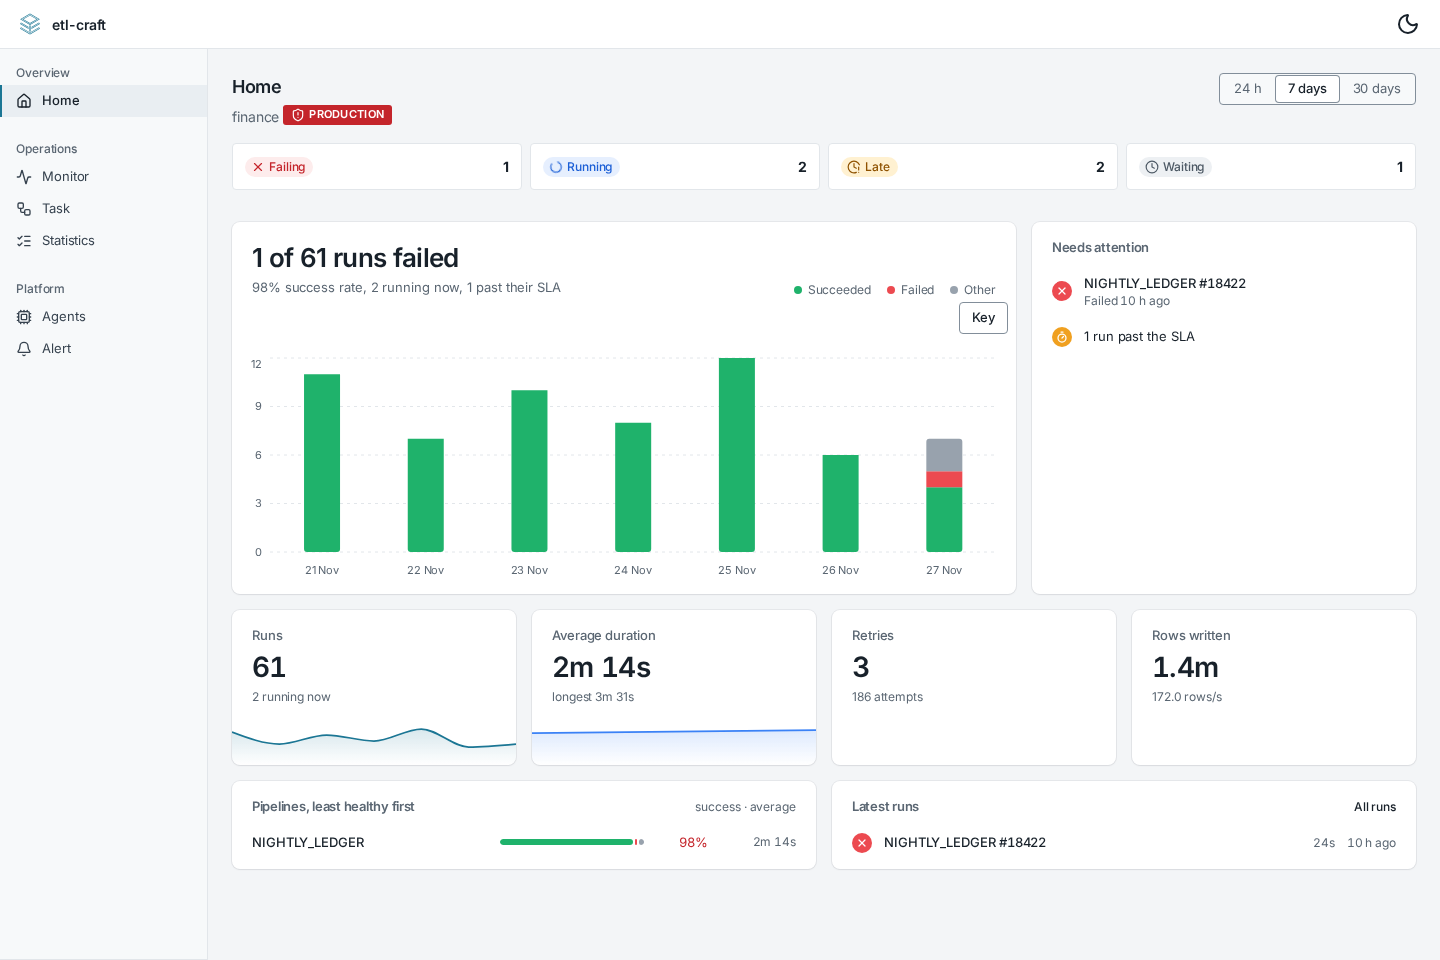 etl-craft
Overview
Home
Operations
Monitor
Task
Statistics
Platform
Agents
Alert
Home
finance PRODUCTION
24 h 7 days 30 days
Failing 1
Running 2
Late 2
Waiting 1
1 of 61 runs failed
98% success rate, 2 running now, 1 past their SLA
Succeeded Failed Other
Key
12
9
6
3
0
21 Nov 22 Nov 23 Nov 24 Nov 25 Nov 26 Nov 27 Nov
Needs attention
NIGHTLY_LEDGER #18422
Failed 10 h ago
1 run past the SLA
Runs
61
2 running now
Average duration
2m 14s
longest 3m 31s
Retries
3
186 attempts
Rows written
1.4m
172.0 rows/s
Pipelines, least healthy first success · average
NIGHTLY_LEDGER 98% 2m 14s
Latest runs All runs
NIGHTLY_LEDGER #18422 24s 10 h ago